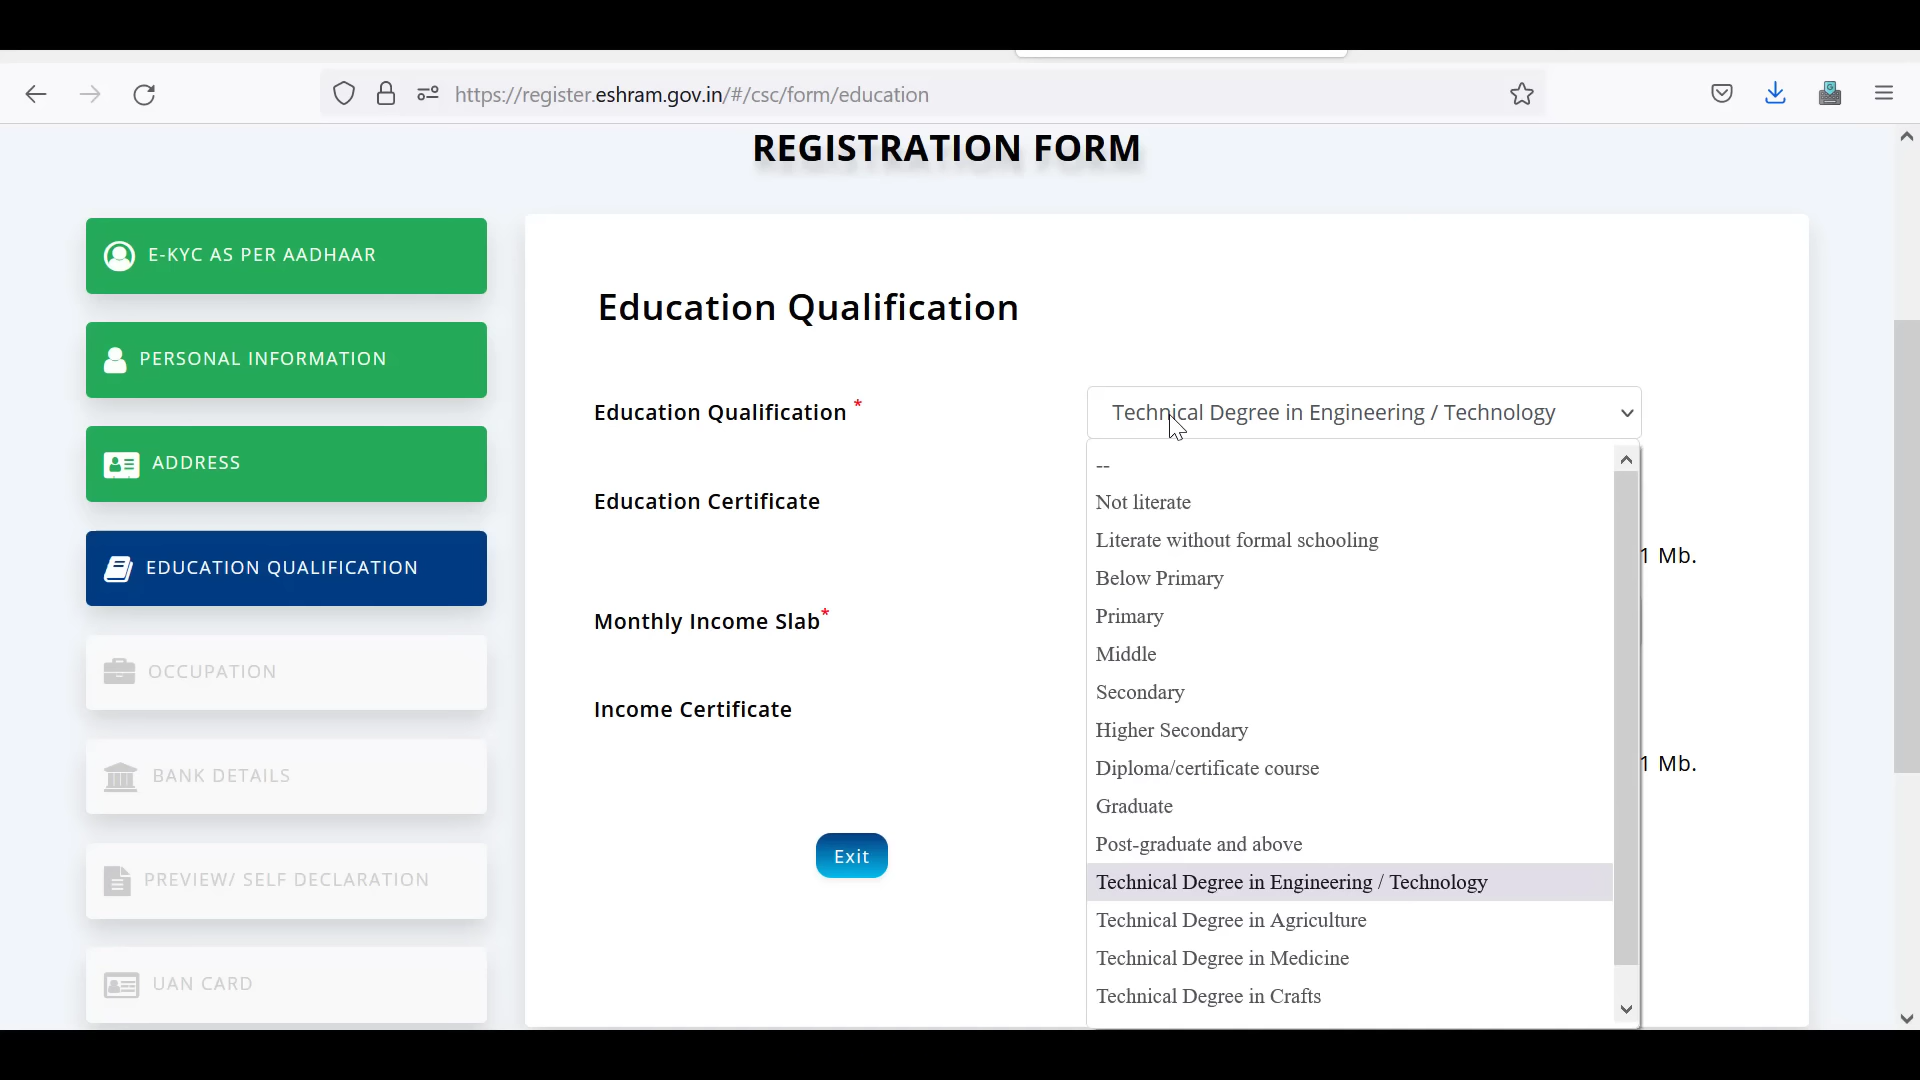 https://register.eshram.gov.in/#/csc/form/education
REGISTRATION FORM
E-KYC AS PER AADHAAR
PERSONAL INFORMATION
ADDRESS
EDUCATION QUALIFICATION
OCCUPATION
BANK DETAILS
PREVIEW/ SELF DECLARATION
UAN CARD
Education Qualification
Education Qualification *
Technical Degree in Engineering / Technology
--
Not literate
Literate without formal schooling
Below Primary
Primary
Middle
Secondary
Higher Secondary
Diploma/certificate course
Graduate
Post-graduate and above
Technical Degree in Engineering / Technology
Technical Degree in Agriculture
Technical Degree in Medicine
Technical Degree in Crafts
Education Certificate
1 Mb.
Monthly Income Slab*
Income Certificate
1 Mb.
Exit